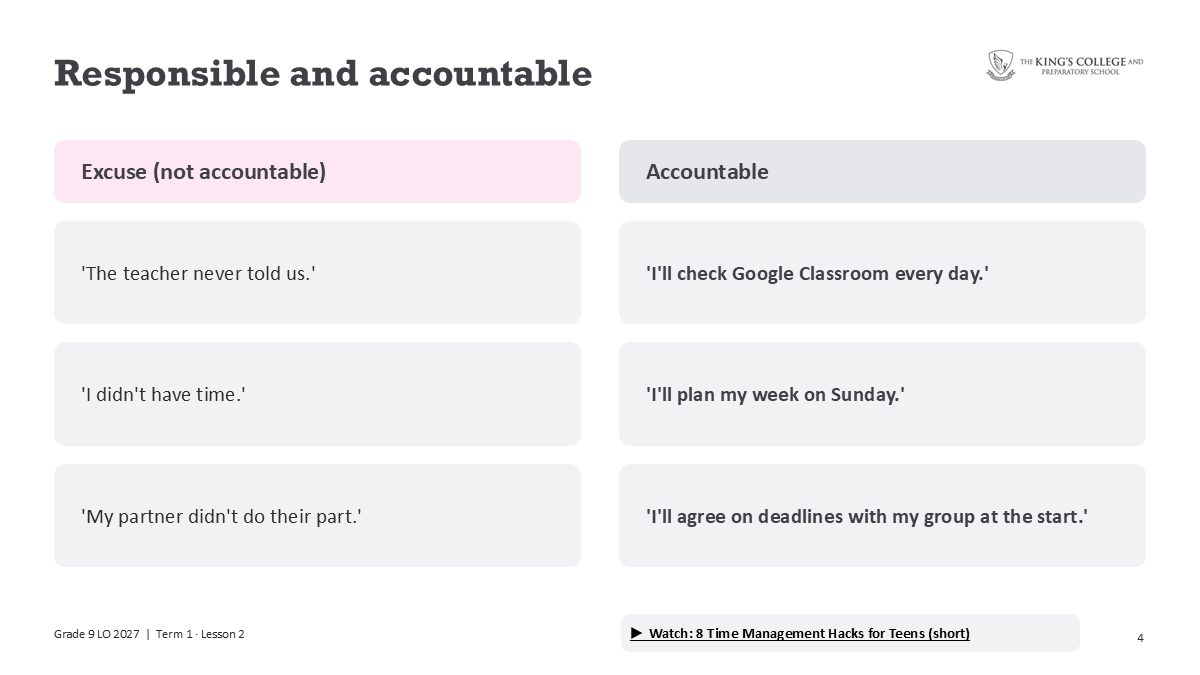 Responsible and accountable
THE KING'S COLLEGE AND
PREPARATORY SCHOOL
Excuse (not accountable)
Accountable
'The teacher never told us.'
'I'll check Google Classroom every day.'
'I didn't have time.'
'I'll plan my week on Sunday.'
'My partner didn't do their part.'
'I'll agree on deadlines with my group at the start.'
Grade 9 LO 2027 | Term 1 · Lesson 2
▶ Watch: 8 Time Management Hacks for Teens (short)
4